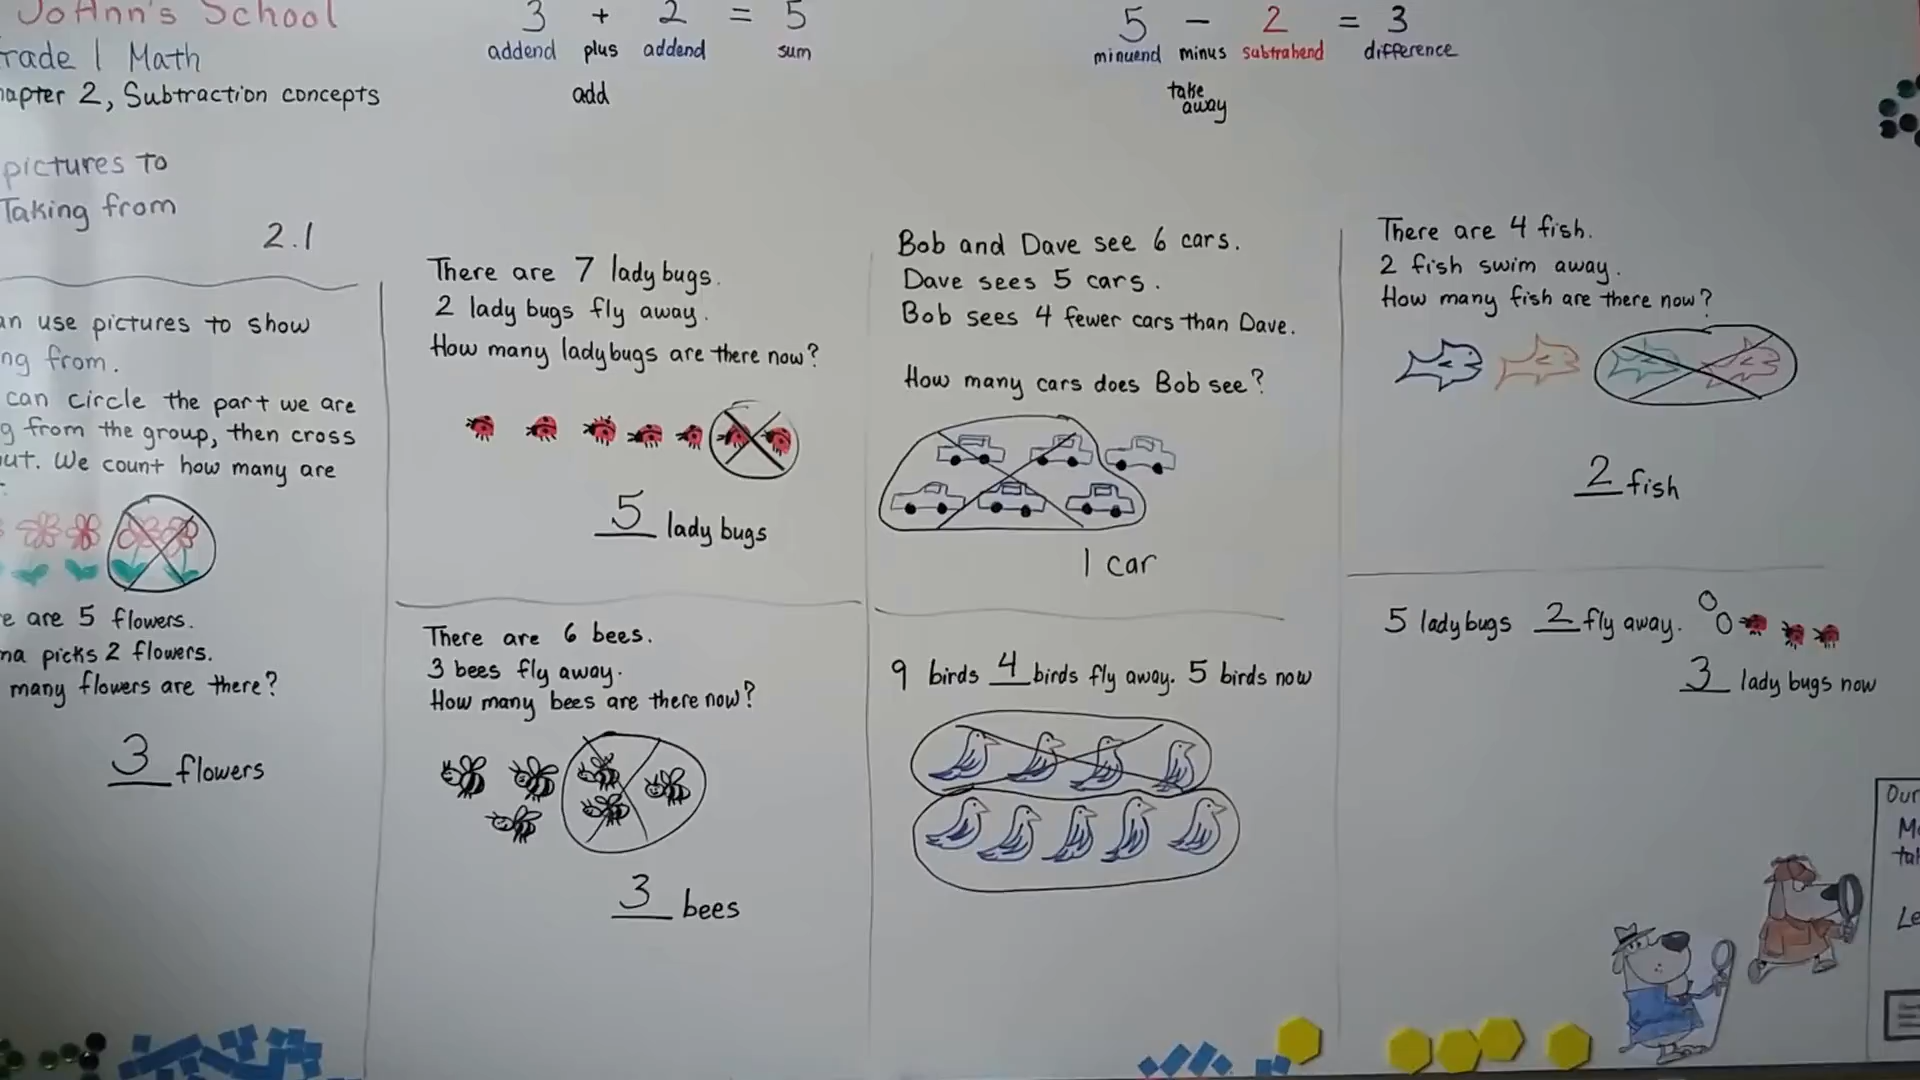 JoAnn's School
rade 1 Math
apter 2, Subtraction concepts
3 + 2 = 5
addend plus addend sum
add
5 − 2 = 3
minuend minus subtrahend difference
take
away
pictures to
Taking from
2.1
an use pictures to show
ng from.
can circle the part we are
g from the group, then cross
out. We count how many are
e are 5 flowers.
na picks 2 flowers.
many flowers are there?
3 flowers
There are 7 lady bugs.
2 lady bugs fly away.
How many ladybugs are there now?
5 lady bugs
There are 6 bees.
3 bees fly away.
How many bees are there now?
3 bees
Bob and Dave see 6 cars.
Dave sees 5 cars.
Bob sees 4 fewer cars than Dave.
How many cars does Bob see?
1 car
9 birds 4 birds fly away. 5 birds now
There are 4 fish.
2 fish swim away.
How many fish are there now?
2 fish
5 ladybugs 2 fly away.
3 lady bugs now
Our
M
ta
Le